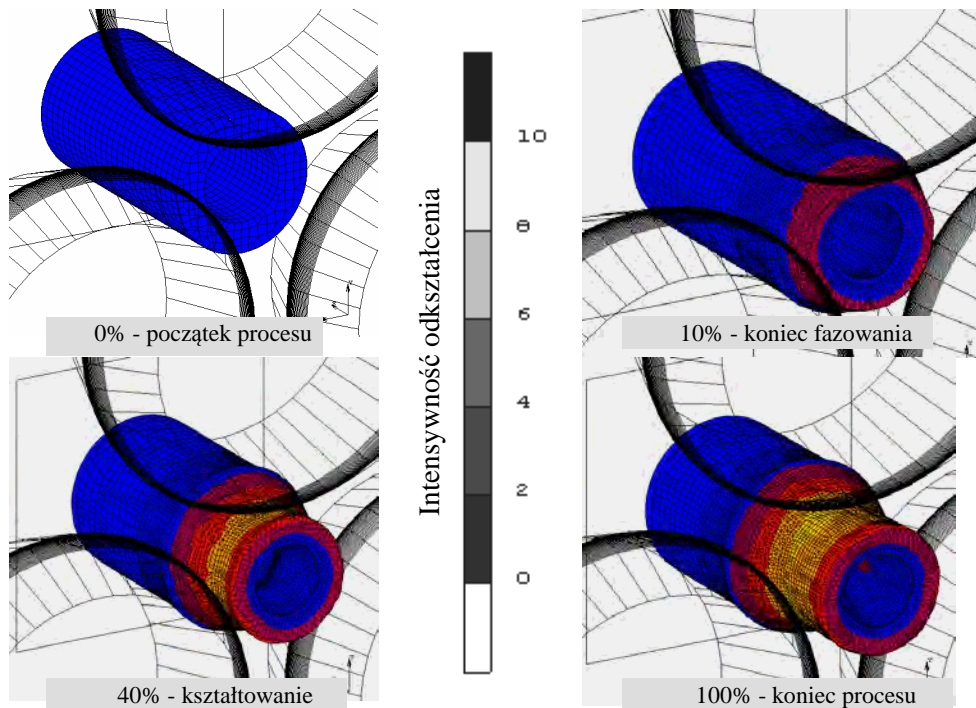 0% - początek procesu
10% - koniec fazowania
Intensywność odkształcenia
10
8
6
4
2
0
40% - kształtowanie
100% - koniec procesu